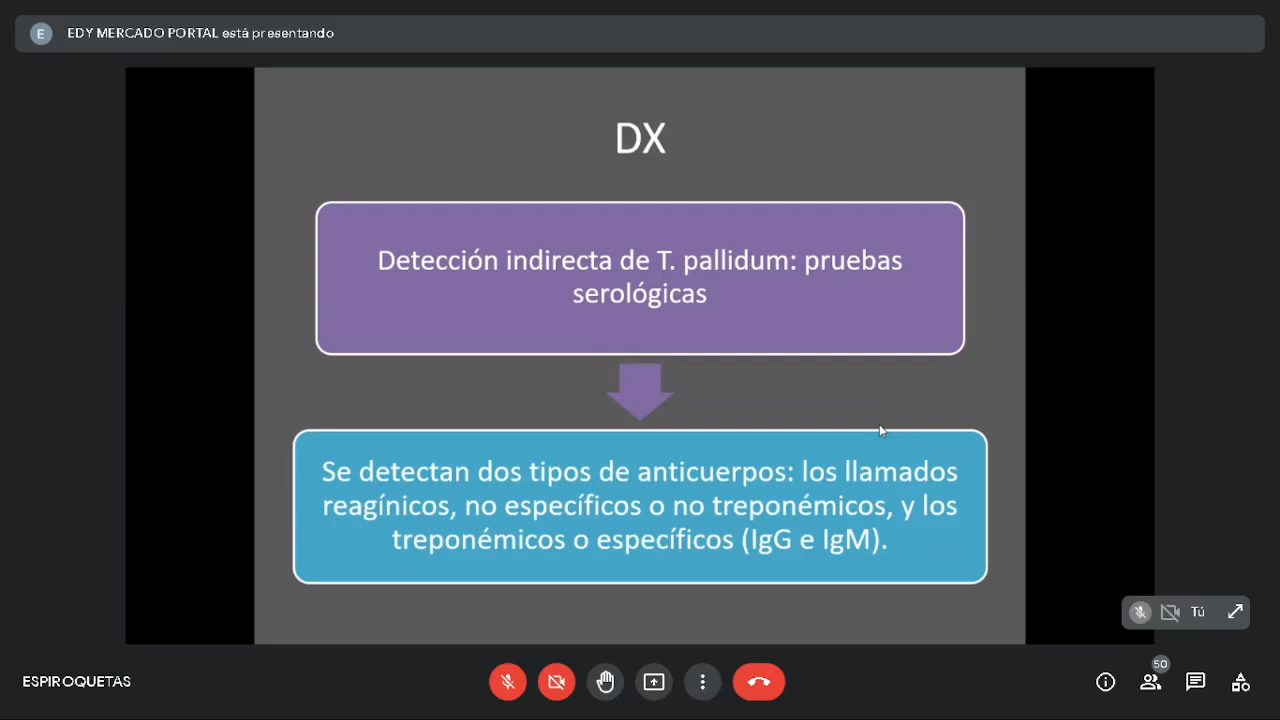 E
EDY MERCADO PORTAL está presentando
DX
Detección indirecta de T. pallidum: pruebas
serológicas
Se detectan dos tipos de anticuerpos: los llamados
reagínicos, no específicos o no treponémicos, y los
treponémicos o específicos (IgG e IgM).
Tú
ESPIROQUETAS
50